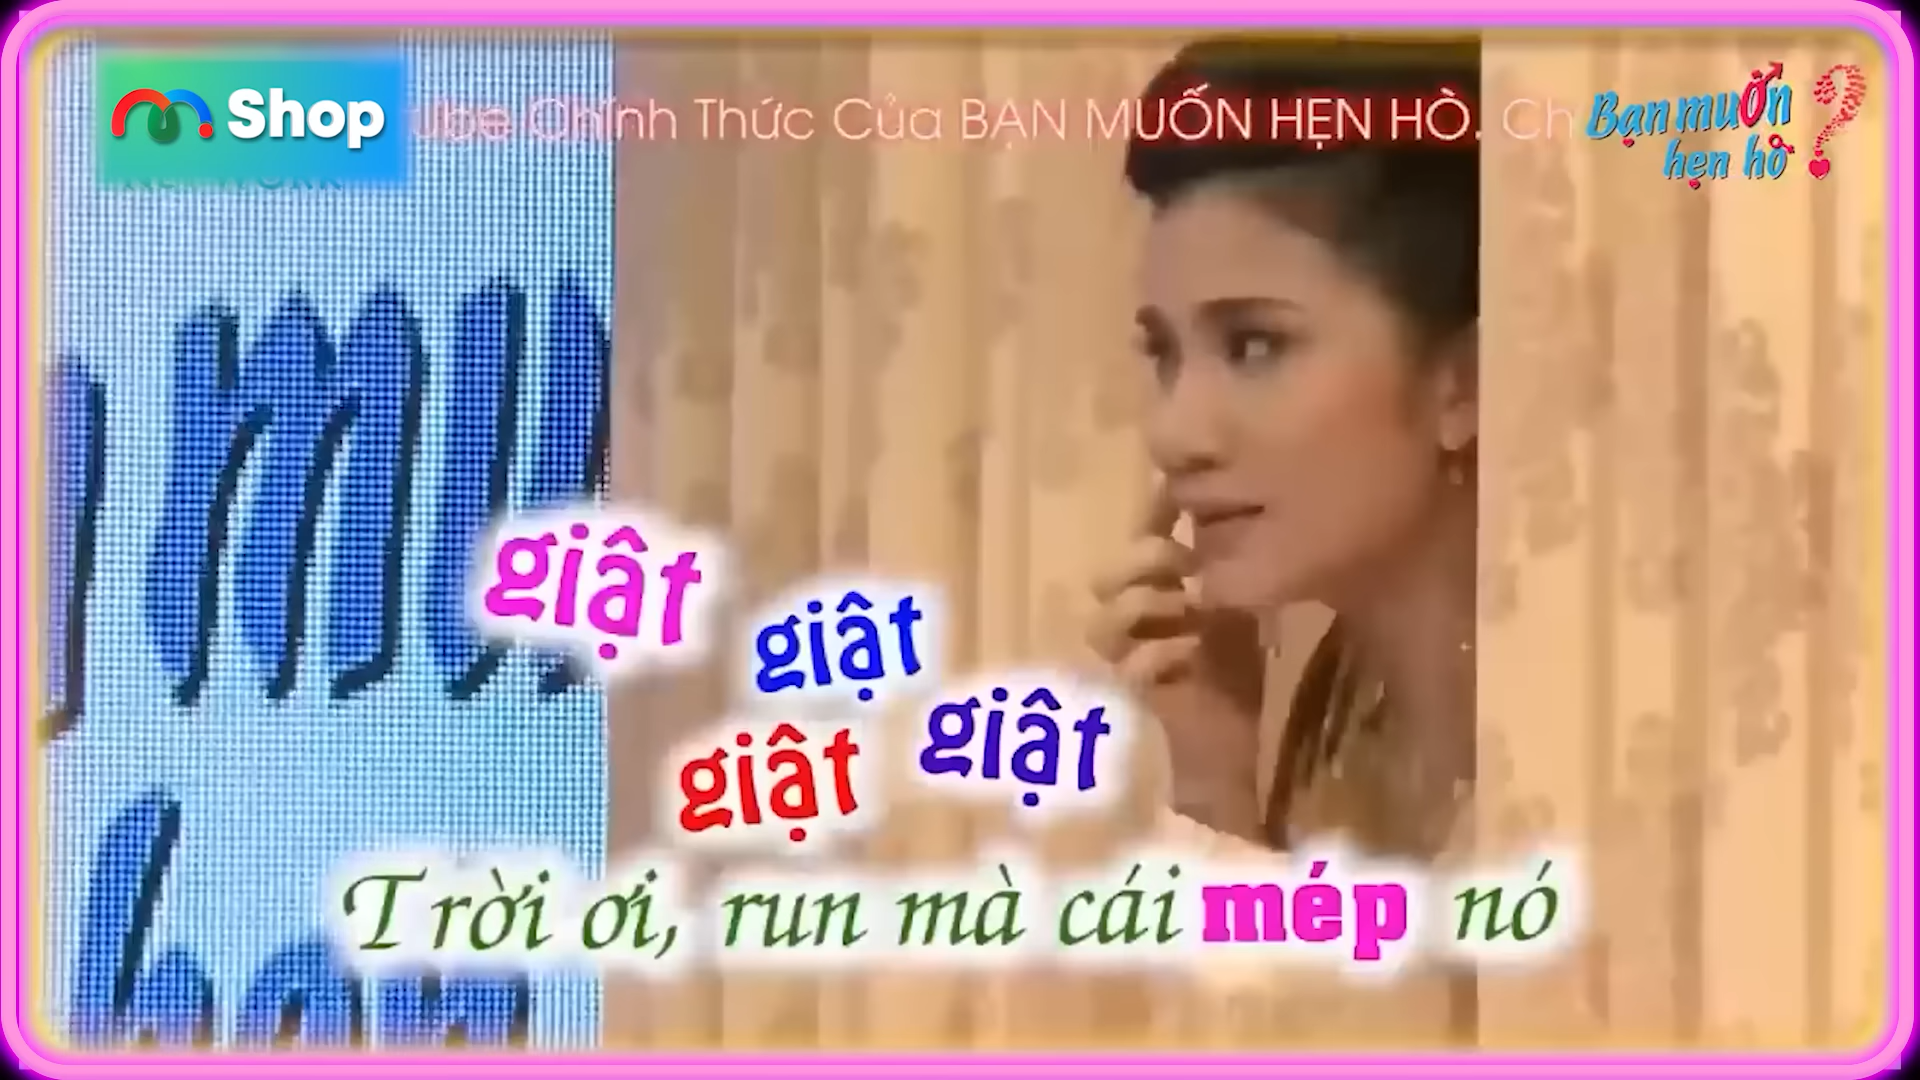 Shop
Chính Thức Của BẠN MUỐN HẸN HÒ. Ch
Bạn muốn
hẹn hò?
giật
giật
giật
giật
Trời ơi, run mà cái mép nó